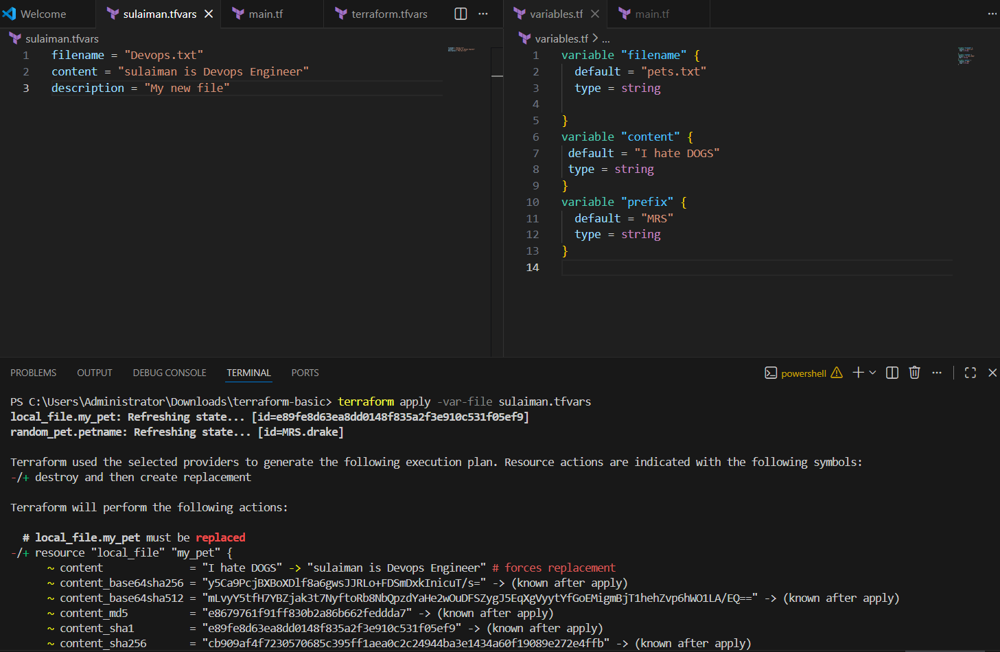 Welcome
sulaiman.tfvars
main.tf
terraform.tfvars
variables.tf
main.tf
sulaiman.tfvars
1 filename = "Devops.txt"
2 content = "sulaiman is Devops Engineer"
3 description = "My new file"
variables.tf > ...
1 variable "filename" {
2 default = "pets.txt"
3 type = string
4
5 }
6 variable "content" {
7 default = "I hate DOGS"
8 type = string
9 }
10 variable "prefix" {
11 default = "MRS"
12 type = string
13 }
14
PROBLEMS OUTPUT DEBUG CONSOLE TERMINAL PORTS
powershell
PS C:\Users\Administrator\Downloads\terraform-basic> terraform apply -var-file sulaiman.tfvars
local_file.my_pet: Refreshing state... [id=e89fe8d63ea8dd0148f835a2f3e910c531f05ef9]
random_pet.petname: Refreshing state... [id=MRS.drake]
Terraform used the selected providers to generate the following execution plan. Resource actions are indicated with the following symbols:
-/+ destroy and then create replacement
Terraform will perform the following actions:
# local_file.my_pet must be replaced
-/+ resource "local_file" "my_pet" {
~ content = "I hate DOGS" -> "sulaiman is Devops Engineer" # forces replacement
~ content_base64sha256 = "y5Ca9PcjBXBoXDlf8a6gwsJJRLo+FDSmDxkInicuT/s=" -> (known after apply)
~ content_base64sha512 = "mLvyY5tfH7YBZjak3t7NyftoRb8NbQpzdYaHe2wOuDFSZygJ5EqXgVyytYfGoEMigmBjT1hehZvp6hWO1LA/EQ==" -> (known after apply)
~ content_md5 = "e8679761f91ff830b2a86b662feddda7" -> (known after apply)
~ content_sha1 = "e89fe8d63ea8dd0148f835a2f3e910c531f05ef9" -> (known after apply)
~ content_sha256 = "cb909af4f7230570685c395ff1aea0c2c24944ba3e1434a60f19089e272e4ffb" -> (known after apply)